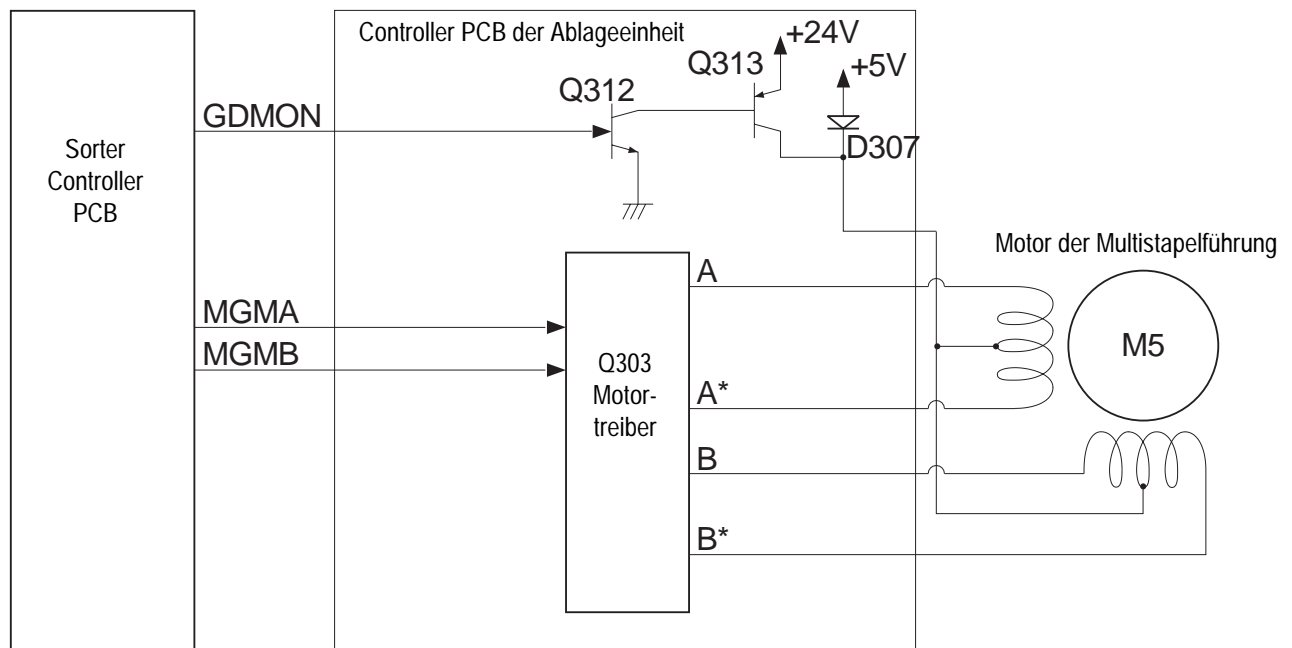 Controller PCB der Ablageeinheit
+24V
Q313
+5V
Q312
GDMON
D307
Sorter
Controller
PCB
Motor der Multistapelführung
A
MGMA
MGMB
M5
Q303
Motor-
treiber
A*
B
B*